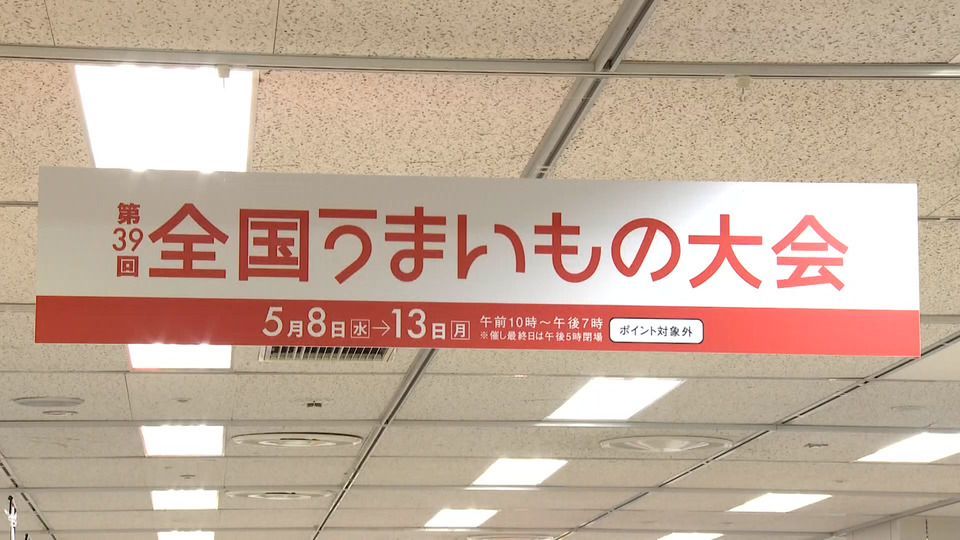 第39回
全国うまいもの大会
5月8日水→13日月
午前10時～午後7時
※催し最終日は午後5時閉場
ポイント対象外